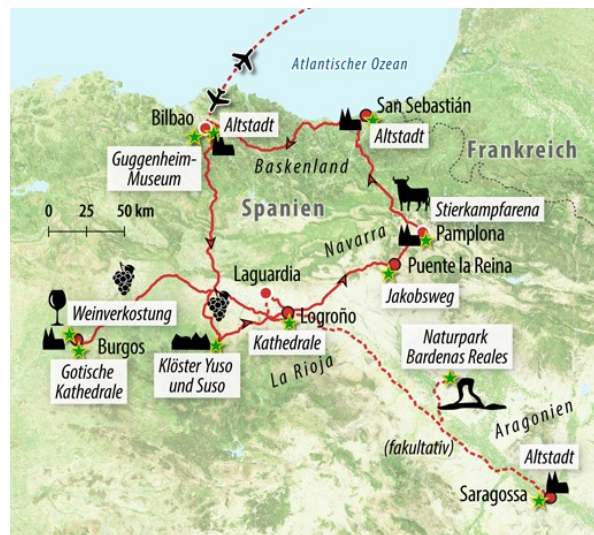 Atlantischer Ozean
Bilbao
Altstadt
San Sebastián
Altstadt
Guggenheim-
Museum
Baskenland
Frankreich
0 25 50 km
Spanien
Stierkampfarena
Navarra
Pamplona
Laguardia
Puente la Reina
Jakobsweg
Weinverkostung
Logroño
Burgos
Kathedrale
Naturpark
Bardenas Reales
Gotische
Kathedrale
Klöster Yuso
und Suso
La Rioja
Aragonien
(fakultativ)
Altstadt
Saragossa